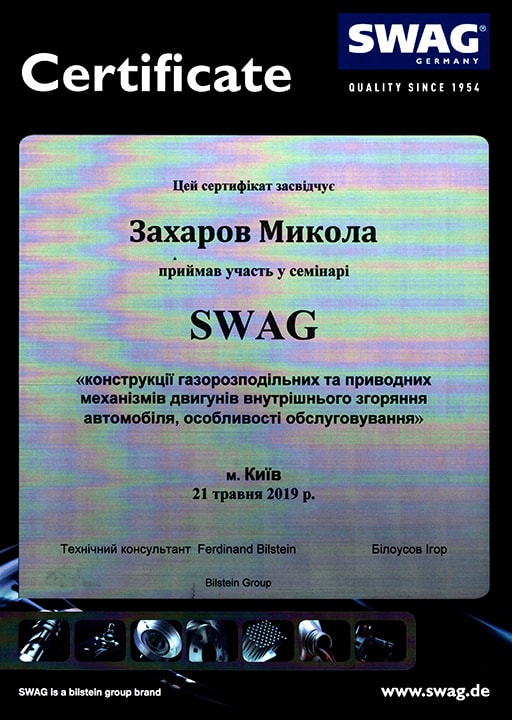 SWAG®
GERMANY
Certificate
QUALITY SINCE 1954
Цей сертифікат засвідчує
Захаров Микола
приймав участь у семінарі
SWAG
«конструкції газорозподільних та приводних
механізмів двигунів внутрішнього згоряння
автомобіля, особливості обслуговування»
м. Київ
21 травня 2019 р.
Технічний консультант Ferdinand Bilstein Білоусов Ігор
Bilstein Group
SWAG is a bilstein group brand www.swag.de